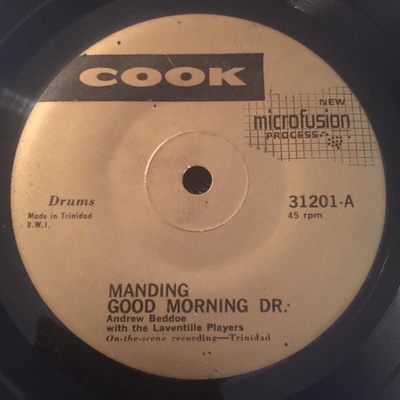 COOK
NEW
microfusion
PROCESS
Drums
Made in Trinidad
B.W.I.
31201-A
45 rpm
MANDING
GOOD MORNING DR.
Andrew Beddoe
with the Laventille Players
On-the-scene recording—Trinidad